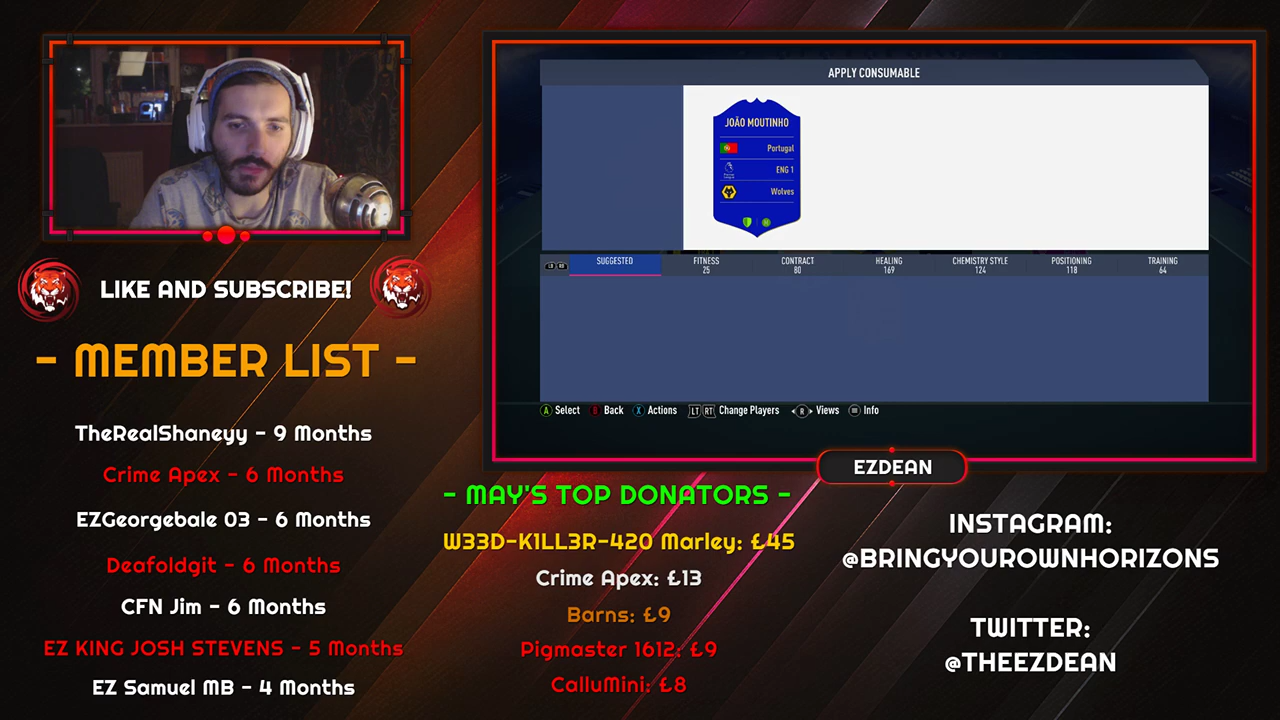 APPLY CONSUMABLE
JOÃO MOUTINHO
Portugal
ENG 1
Wolves
SUGGESTED
FITNESS
25
CONTRACT
80
HEALING
169
CHEMISTRY STYLE
124
POSITIONING
118
TRAINING
64
A Select
B Back
X Actions
LT RT Change Players
R Views
Info
EZDEAN
LIKE AND SUBSCRIBE!
- MEMBER LIST -
TheRealShaneyy - 9 Months
Crime Apex - 6 Months
EZGeorgebale 03 - 6 Months
Deafoldgit - 6 Months
CFN Jim - 6 Months
EZ KING JOSH STEVENS - 5 Months
EZ Samuel MB - 4 Months
- MAY'S TOP DONATORS -
W33D-K1LL3R-420 Marley: £45
Crime Apex: £13
Barns: £9
Pigmaster 1612: £9
CalluMini: £8
INSTAGRAM:
@BRINGYOUROWNHORIZONS
TWITTER:
@THEEZDEAN